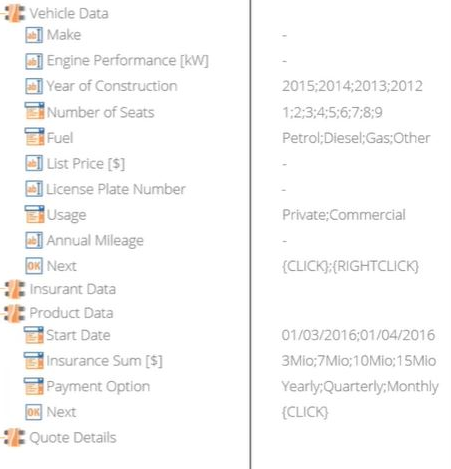 Vehicle Data
Make -
Engine Performance [kW] -
Year of Construction 2015;2014;2013;2012
Number of Seats 1;2;3;4;5;6;7;8;9
Fuel Petrol;Diesel;Gas;Other
List Price [$] -
License Plate Number -
Usage Private;Commercial
Annual Mileage -
OK Next {CLICK};{RIGHTCLICK}
Insurant Data
Product Data
Start Date 01/03/2016;01/04/2016
Insurance Sum [$] 3Mio;7Mio;10Mio;15Mio
Payment Option Yearly;Quarterly;Monthly
OK Next {CLICK}
Quote Details